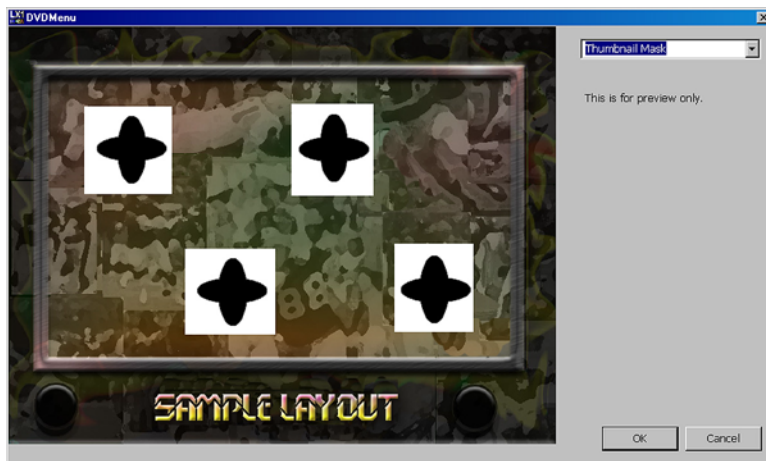 DVDMenu
Thumbnail Mask
This is for preview only.
SAMPLE LAYOUT
OK
Cancel